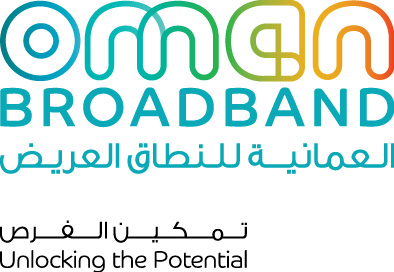 oman
BROADBAND
العمانية للنطاق العريض
تمكين الفرص
Unlocking the Potential